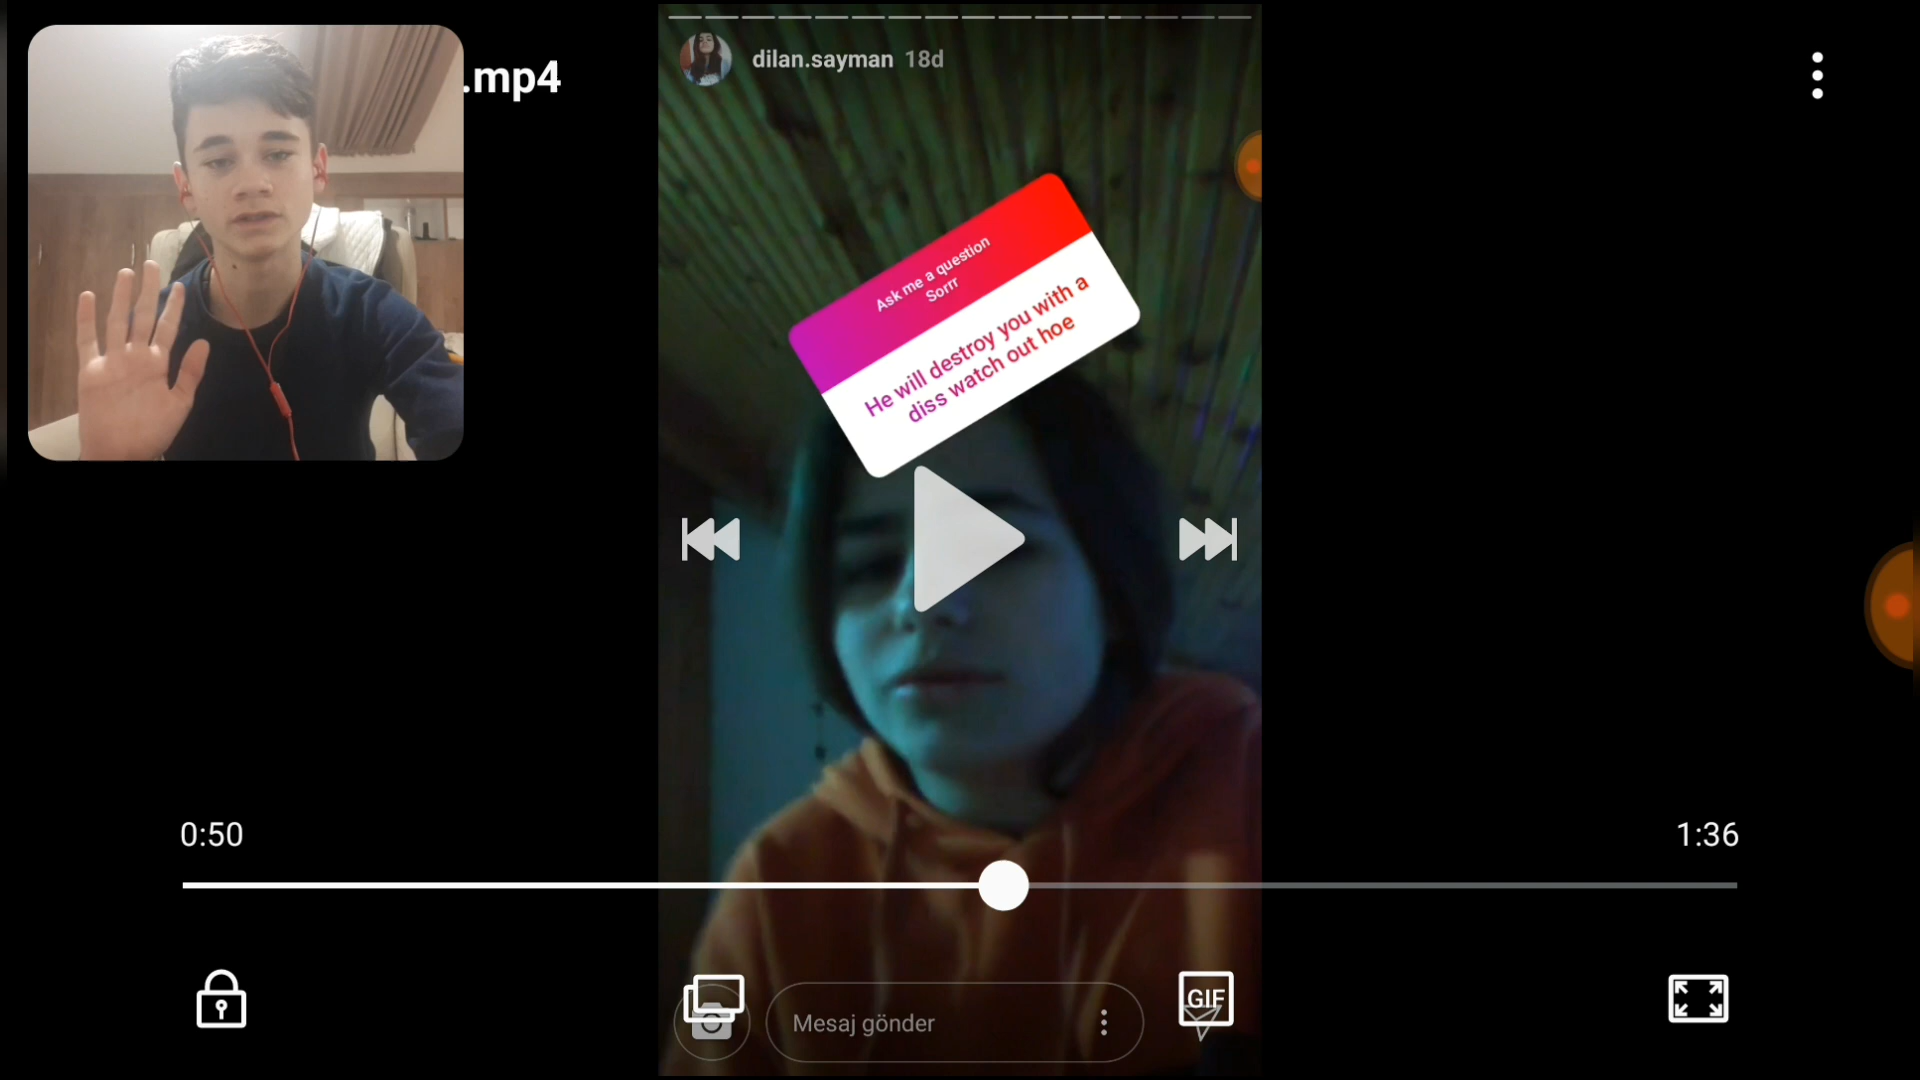 .mp4
dilan.sayman 18d
Ask me a question
Sorrr
He will destroy you with a
diss watch out hoe
0:50
1:36
GIF
Mesaj gönder